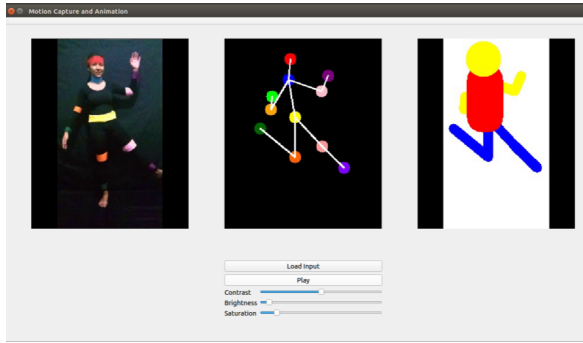 Motion Capture and Animation
Load Input
Play
Contrast
Brightness
Saturation